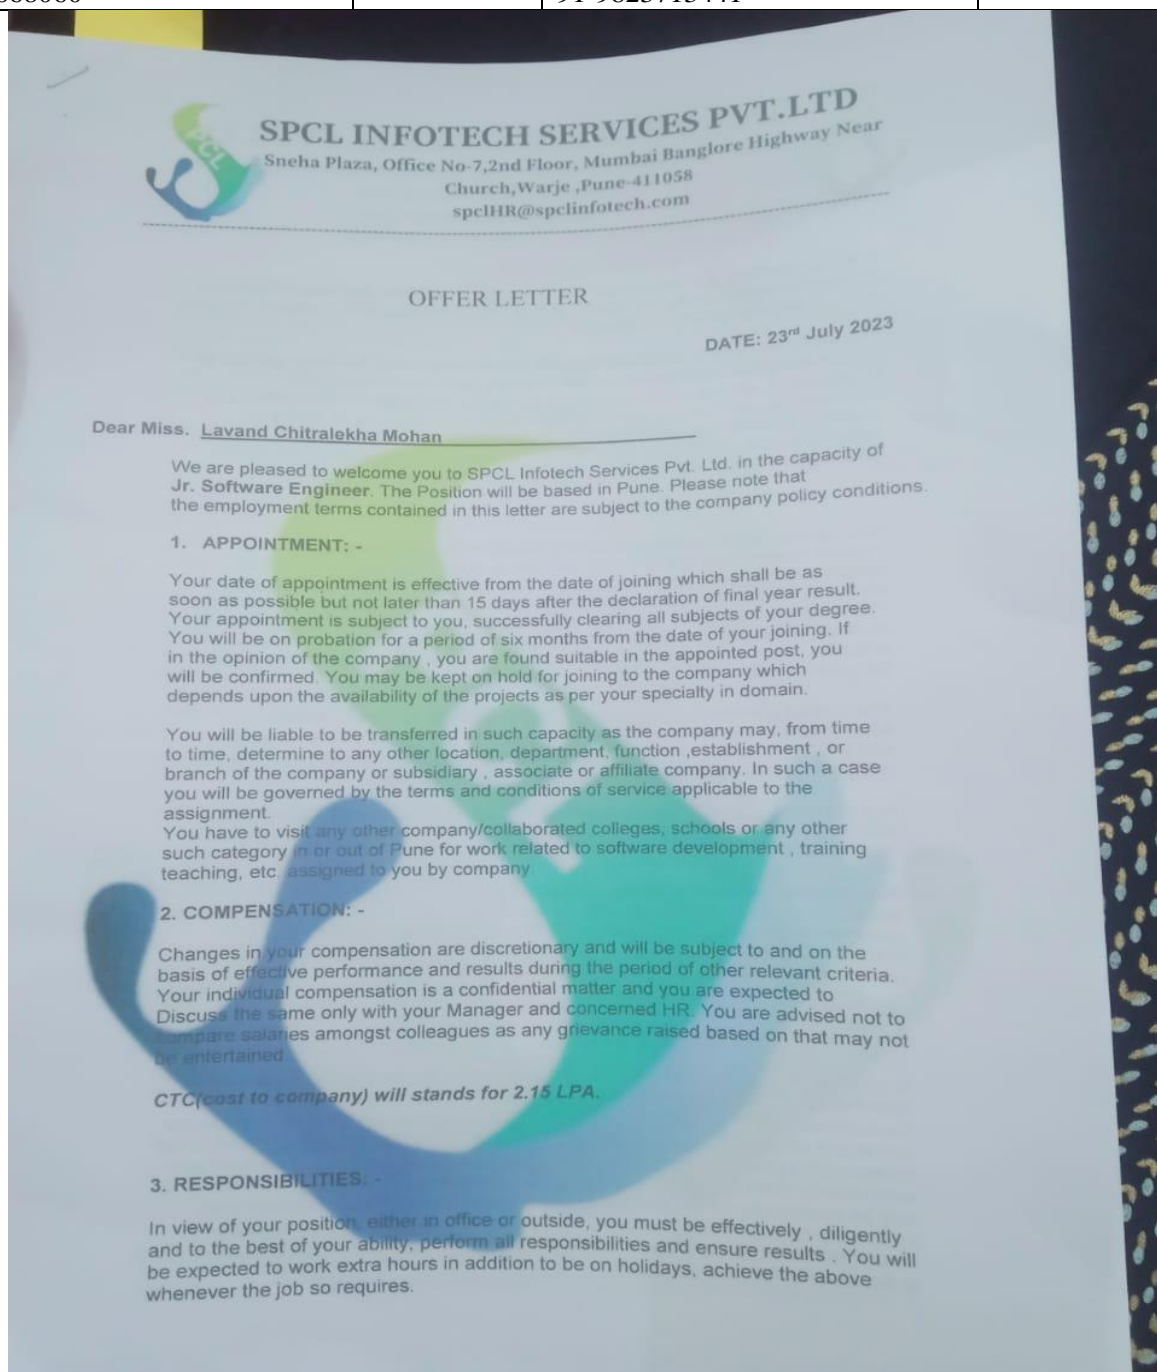 SPCL INFOTECH SERVICES PVT.LTD
Sneha Plaza, Office No-7,2nd Floor, Mumbai Banglore Highway Near
Church,Warje ,Pune-411058
spclHR@spclinfotech.com
PCL
OFFER LETTER
DATE: 23rd July 2023
Dear Miss. Lavand Chitralekha Mohan
We are pleased to welcome you to SPCL Infotech Services Pvt. Ltd. in the capacity of
Jr. Software Engineer. The Position will be based in Pune. Please note that
the employment terms contained in this letter are subject to the company policy conditions.
1. APPOINTMENT: -
Your date of appointment is effective from the date of joining which shall be as
soon as possible but not later than 15 days after the declaration of final year result.
Your appointment is subject to you, successfully clearing all subjects of your degree.
You will be on probation for a period of six months from the date of your joining. If
in the opinion of the company , you are found suitable in the appointed post, you
will be confirmed. You may be kept on hold for joining to the company which
depends upon the availability of the projects as per your specialty in domain.
You will be liable to be transferred in such capacity as the company may, from time
to time, determine to any other location, department, function ,establishment , or
branch of the company or subsidiary , associate or affiliate company. In such a case
you will be governed by the terms and conditions of service applicable to the
assignment.
You have to visit any other company/collaborated colleges, schools or any other
such category in or out of Pune for work related to software development , training
teaching, etc. assigned to you by company
2. COMPENSATION: -
Changes in your compensation are discretionary and will be subject to and on the
basis of effective performance and results during the period of other relevant criteria.
Your individual compensation is a confidential matter and you are expected to
Discuss the same only with your Manager and concerned HR. You are advised not to
compare salaries amongst colleagues as any grievance raised based on that may not
be entertained.
CTC(cost to company) will stands for 2.15 LPA.
3. RESPONSIBILITIES: -
In view of your position, either in office or outside, you must be effectively , diligently
and to the best of your ability, perform all responsibilities and ensure results . You will
be expected to work extra hours in addition to be on holidays, achieve the above
whenever the job so requires.